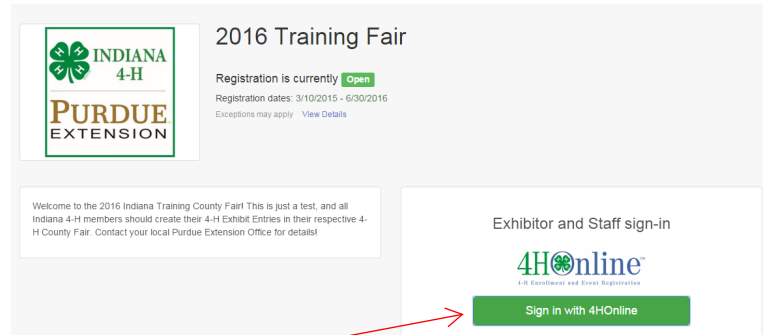 INDIANA
4-H
PURDUE
EXTENSION
2016 Training Fair
Registration is currently Open
Registration dates: 3/10/2015 - 6/30/2016
Exceptions may apply View Details
Welcome to the 2016 Indiana Training County Fair! This is just a test, and all
Indiana 4-H members should create their 4-H Exhibit Entries in their respective 4-
H County Fair. Contact your local Purdue Extension Office for details!
Exhibitor and Staff sign-in
4HOnline™
4-H Enrollment and Event Registration
Sign in with 4HOnline